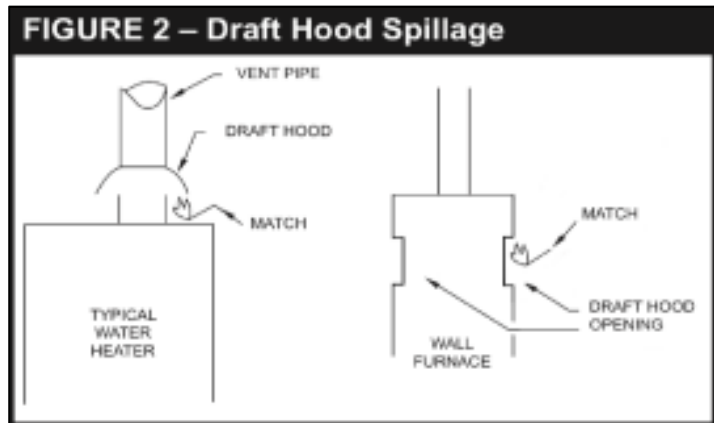 FIGURE 2 – Draft Hood Spillage
VENT PIPE
DRAFT HOOD
MATCH
TYPICAL
WATER
HEATER
MATCH
DRAFT HOOD
OPENING
WALL
FURNACE